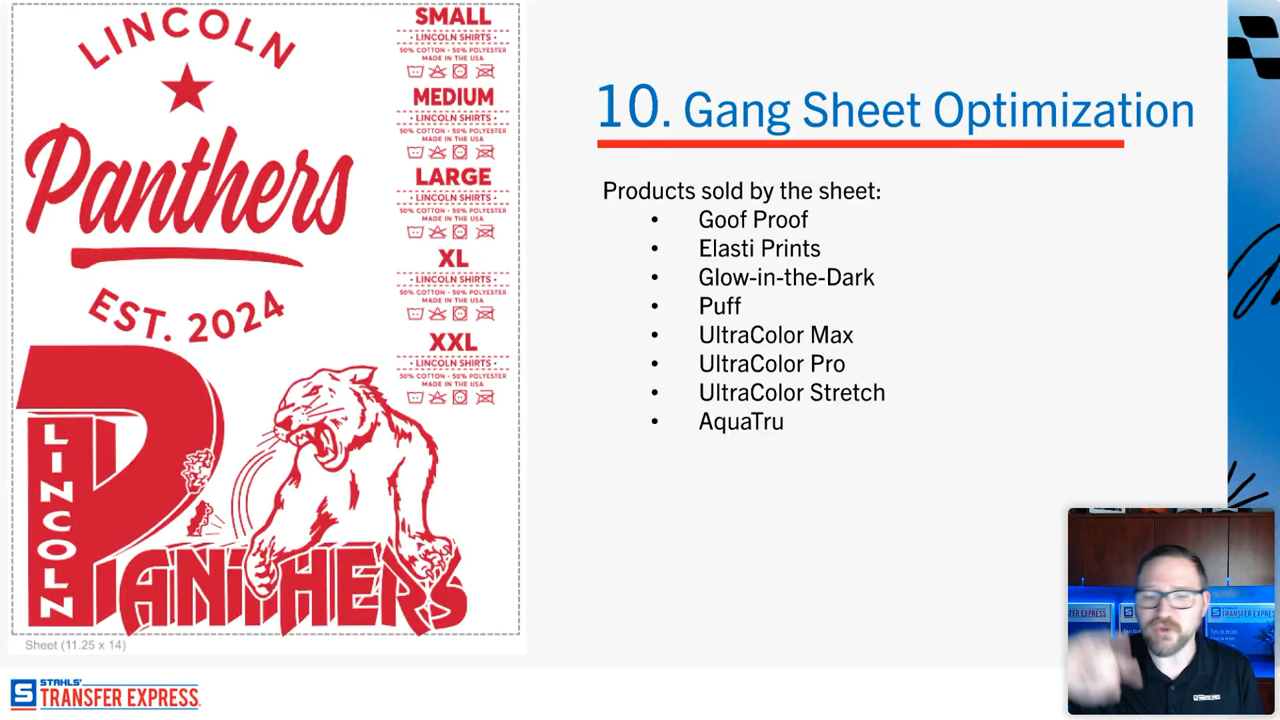 LINCOLN
Panthers
EST. 2024
LINCOLN
PANTHERS
SMALL
· LINCOLN SHIRTS ·
50% COTTON · 50% POLYESTER
MADE IN THE USA
MEDIUM
· LINCOLN SHIRTS ·
50% COTTON · 50% POLYESTER
MADE IN THE USA
LARGE
· LINCOLN SHIRTS ·
50% COTTON · 50% POLYESTER
MADE IN THE USA
XL
· LINCOLN SHIRTS ·
50% COTTON · 50% POLYESTER
MADE IN THE USA
XXL
· LINCOLN SHIRTS ·
50% COTTON · 50% POLYESTER
MADE IN THE USA
Sheet (11.25 x 14)
10. Gang Sheet Optimization
Products sold by the sheet:
• Goof Proof
• Elasti Prints
• Glow-in-the-Dark
• Puff
• UltraColor Max
• UltraColor Pro
• UltraColor Stretch
• AquaTru
S STAHLS'
TRANSFER EXPRESS
EXPRESS
TRANSFER EXPRESS